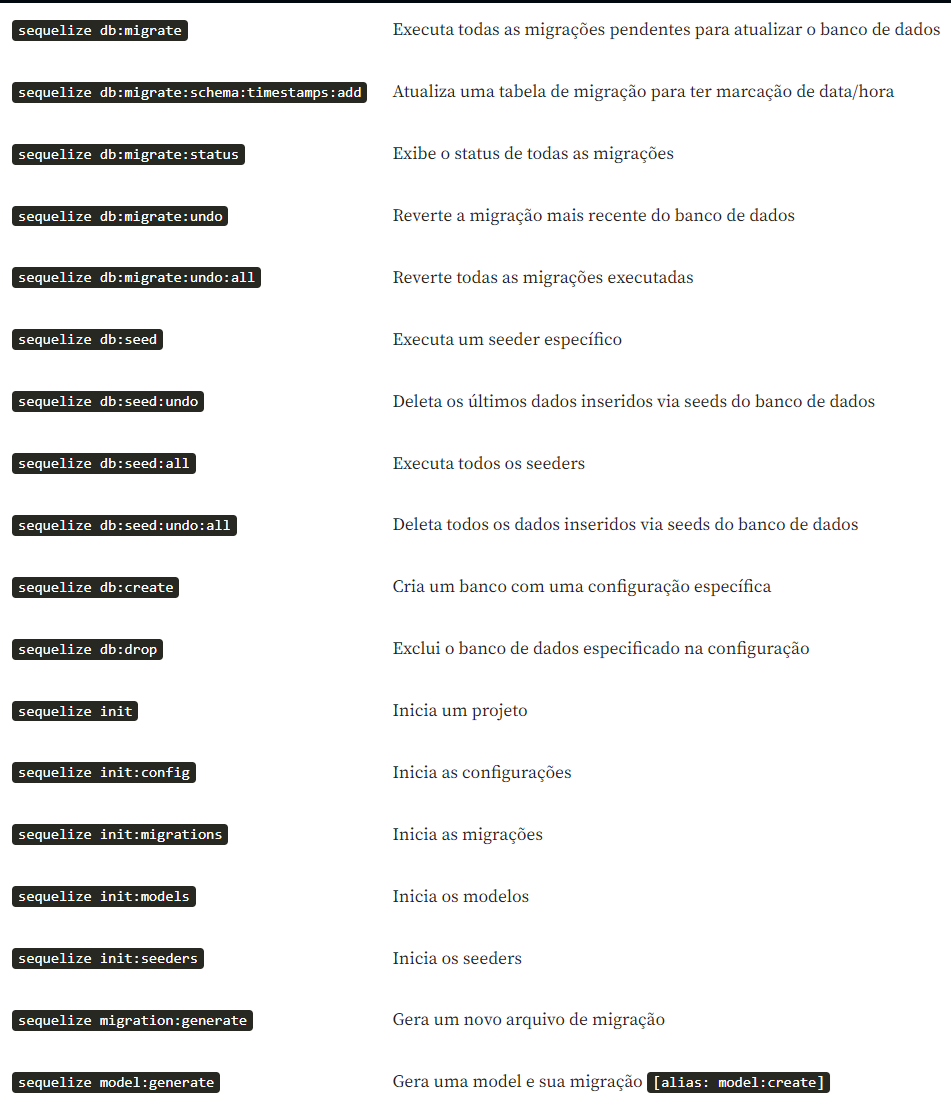 sequelize db:migrate Executa todas as migrações pendentes para atualizar o banco de dados
sequelize db:migrate:schema:timestamps:add Atualiza uma tabela de migração para ter marcação de data/hora
sequelize db:migrate:status Exibe o status de todas as migrações
sequelize db:migrate:undo Reverte a migração mais recente do banco de dados
sequelize db:migrate:undo:all Reverte todas as migrações executadas
sequelize db:seed Executa um seeder específico
sequelize db:seed:undo Deleta os últimos dados inseridos via seeds do banco de dados
sequelize db:seed:all Executa todos os seeders
sequelize db:seed:undo:all Deleta todos os dados inseridos via seeds do banco de dados
sequelize db:create Cria um banco com uma configuração específica
sequelize db:drop Exclui o banco de dados especificado na configuração
sequelize init Inicia um projeto
sequelize init:config Inicia as configurações
sequelize init:migrations Inicia as migrações
sequelize init:models Inicia os modelos
sequelize init:seeders Inicia os seeders
sequelize migration:generate Gera um novo arquivo de migração
sequelize model:generate Gera uma model e sua migração [alias: model:create]